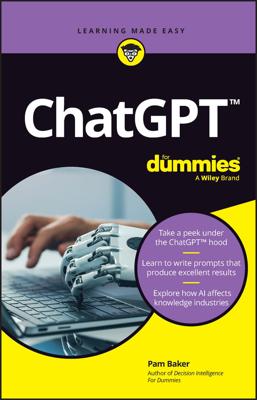 LEARNING MADE EASY
ChatGPT™
for
dummies®
A Wiley Brand
Take a peek under
the ChatGPT™ hood
Learn to write prompts that
produce excellent results
Explore how AI affects
knowledge industries
Pam Baker
Author of Decision Intelligence
For Dummies